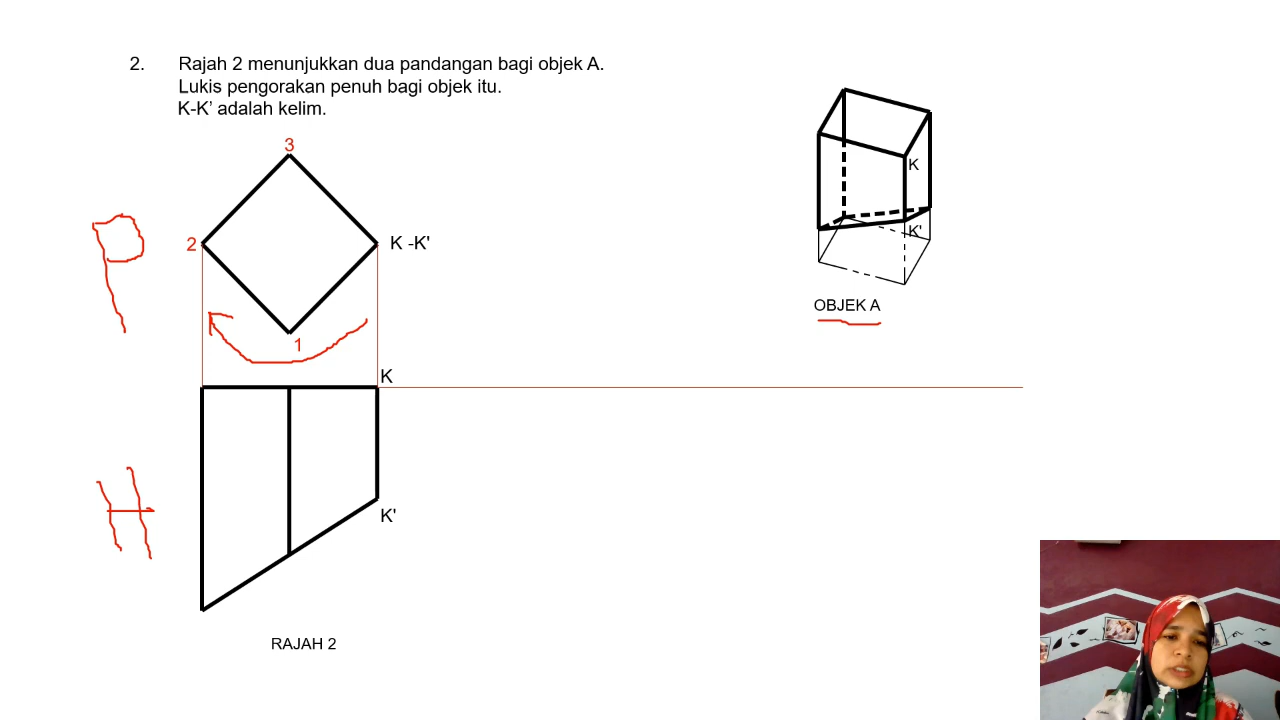 2. Rajah 2 menunjukkan dua pandangan bagi objek A.
Lukis pengorakan penuh bagi objek itu.
K-K’ adalah kelim.
3
2
K -K'
1
P
K
H
K'
RAJAH 2
K
K'
OBJEK A